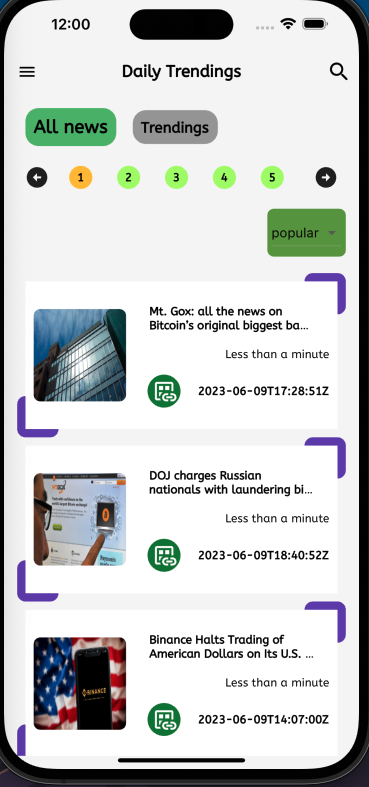 12:00
Daily Trendings
All news
Trendings
1 2 3 4 5
popular
Mt. Gox: all the news on
Bitcoin's original biggest ba...
Less than a minute
2023-06-09T17:28:51Z
DOJ charges Russian
nationals with laundering bi...
Less than a minute
2023-06-09T18:40:52Z
Binance Halts Trading of
American Dollars on Its U.S. ...
Less than a minute
BINANCE
2023-06-09T14:07:00Z